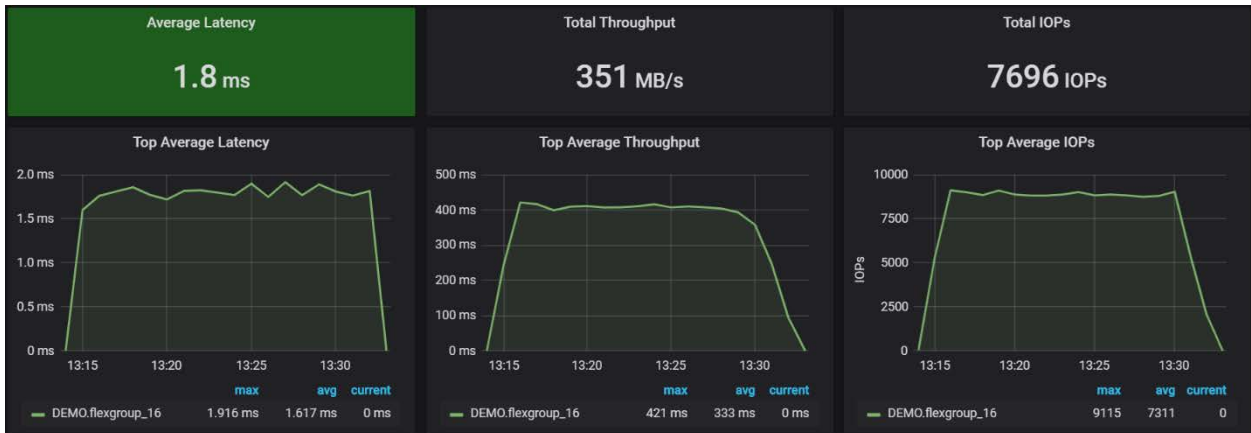 Average Latency
1.8 ms
Total Throughput
351 MB/s
Total IOPs
7696 IOPs
Top Average Latency
2.0 ms
1.5 ms
1.0 ms
0.5 ms
0 ms
13:15 13:20 13:25 13:30
max avg current
DEMO.flexgroup_16 1.916 ms 1.617 ms 0 ms
Top Average Throughput
500 ms
400 ms
300 ms
200 ms
100 ms
0 ms
13:15 13:20 13:25 13:30
max avg current
DEMO.flexgroup_16 421 ms 333 ms 0 ms
Top Average IOPs
IOPs
10000
7500
5000
2500
0
13:15 13:20 13:25 13:30
max avg current
DEMO.flexgroup_16 9115 7311 0